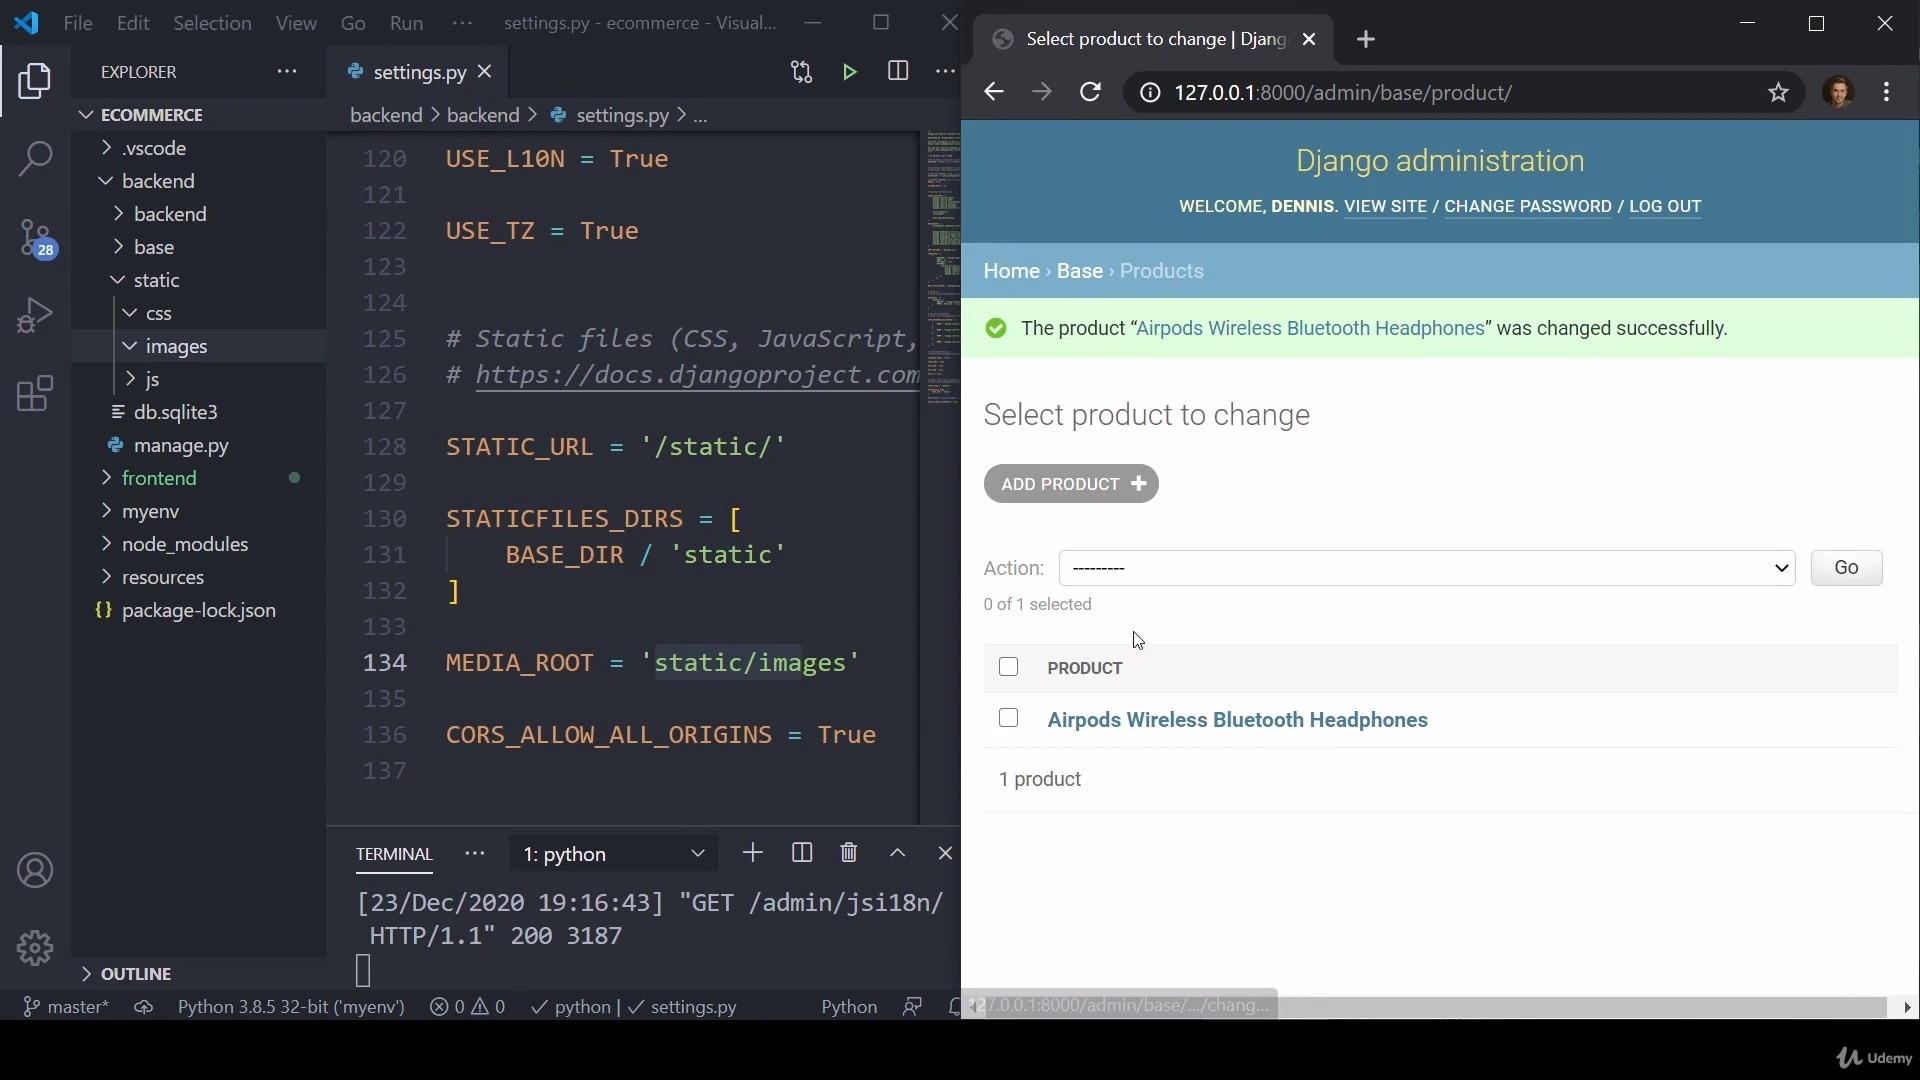 File Edit Selection View Go Run ··· settings.py - ecommerce - Visual...
EXPLORER ···
ECOMMERCE
.vscode
backend
backend
base
static
css
images
js
db.sqlite3
manage.py
frontend
myenv
node_modules
resources
{} package-lock.json
OUTLINE
28
settings.py
backend > backend > settings.py > ...
120 USE_L10N = True
121
122 USE_TZ = True
123
124
125 # Static files (CSS, JavaScript,
126 # https://docs.djangoproject.com
127
128 STATIC_URL = '/static/'
129
130 STATICFILES_DIRS = [
131 BASE_DIR / 'static'
132 ]
133
134 MEDIA_ROOT = 'static/images'
135
136 CORS_ALLOW_ALL_ORIGINS = True
137
TERMINAL ··· 1: python
[23/Dec/2020 19:16:43] "GET /admin/jsi18n/
HTTP/1.1" 200 3187
master* Python 3.8.5 32-bit ('myenv') 0 0 python | settings.py Python
Select product to change | Djang
127.0.0.1:8000/admin/base/product/
Django administration
WELCOME, DENNIS. VIEW SITE / CHANGE PASSWORD / LOG OUT
Home › Base › Products
The product “Airpods Wireless Bluetooth Headphones” was changed successfully.
Select product to change
ADD PRODUCT +
Action: --------- Go
0 of 1 selected
PRODUCT
Airpods Wireless Bluetooth Headphones
1 product
127.0.0.1:8000/admin/base/.../chang...
Udemy